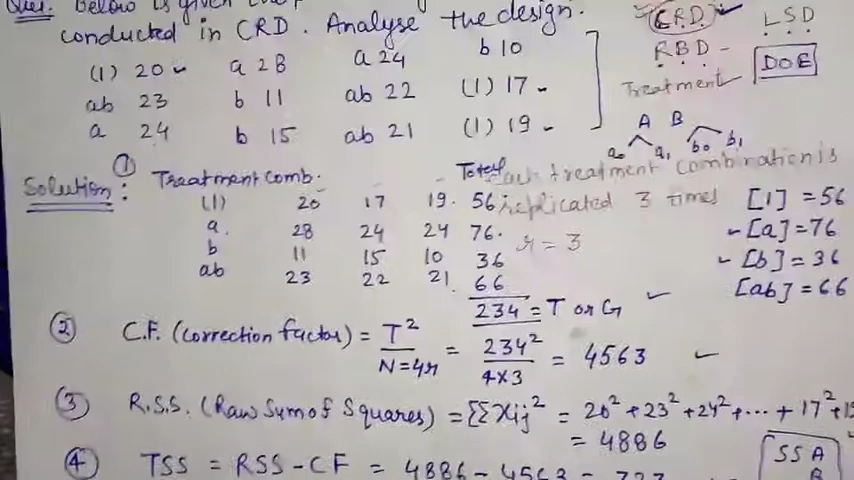 Ques. Below is given the
conducted in CRD. Analyse the design.
(1) 20 a 28 a 24 b 10
ab 23 b 11 ab 22 (1) 17
a 24 b 15 ab 21 (1) 19
CRD LSD
RBD DOE
Treatment
A B
a0 a1 b0 b1
Each treatment combination is
replicated 3 times
r = 3
Solution: ① Treatment comb. Total
(1) 20 17 19. 56
a. 28 24 24 76.
b 11 15 10 36
ab 23 22 21. 66
234 = T or G
[1] = 56
[a] = 76
[b] = 36
[ab] = 66
② C.F. (correction factor) = T² / N=4r = 234² / 4×3 = 4563
③ R.S.S. (Raw Sum of Squares) = ΣΣXij² = 20²+23²+24²+...+17²+
= 4886
④ TSS = RSS - CF = 4886 - 4563 =
SS A
B